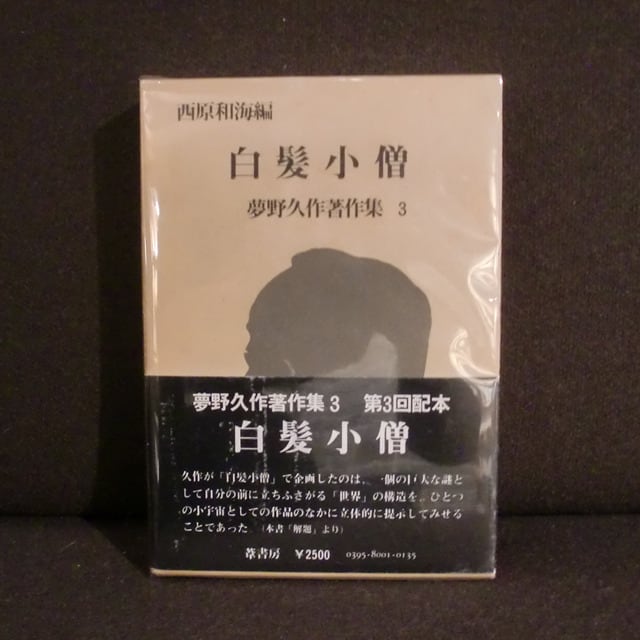 西原和海編
白髪小僧
夢野久作著作集 3
夢野久作著作集3 第3回配本
白髪小僧
久作が「白髪小僧」で企画したのは、一個の巨大な謎と
して自分の前に立ちふさがる「世界」の構造を、ひとつ
の小宇宙としての作品のなかに立体的に提示してみせる
ことであった (本書「解題」より)
葦書房 ¥2500 0395-8001-0135